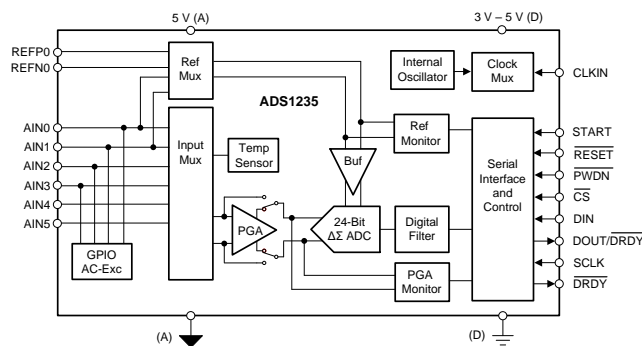 5 V (A)
3 V – 5 V (D)
REFP0
REFN0
Ref
Mux
Internal
Oscillator
Clock
Mux
CLKIN
ADS1235
AIN0
AIN1
AIN2
AIN3
AIN4
AIN5
Input
Mux
Temp
Sensor
Buf
Ref
Monitor
Serial
Interface
and
Control
START
RESET
PWDN
CS
DIN
DOUT/DRDY
SCLK
DRDY
PGA
24-Bit
ΔΣ ADC
Digital
Filter
GPIO
AC-Exc
PGA
Monitor
(A)
(D)